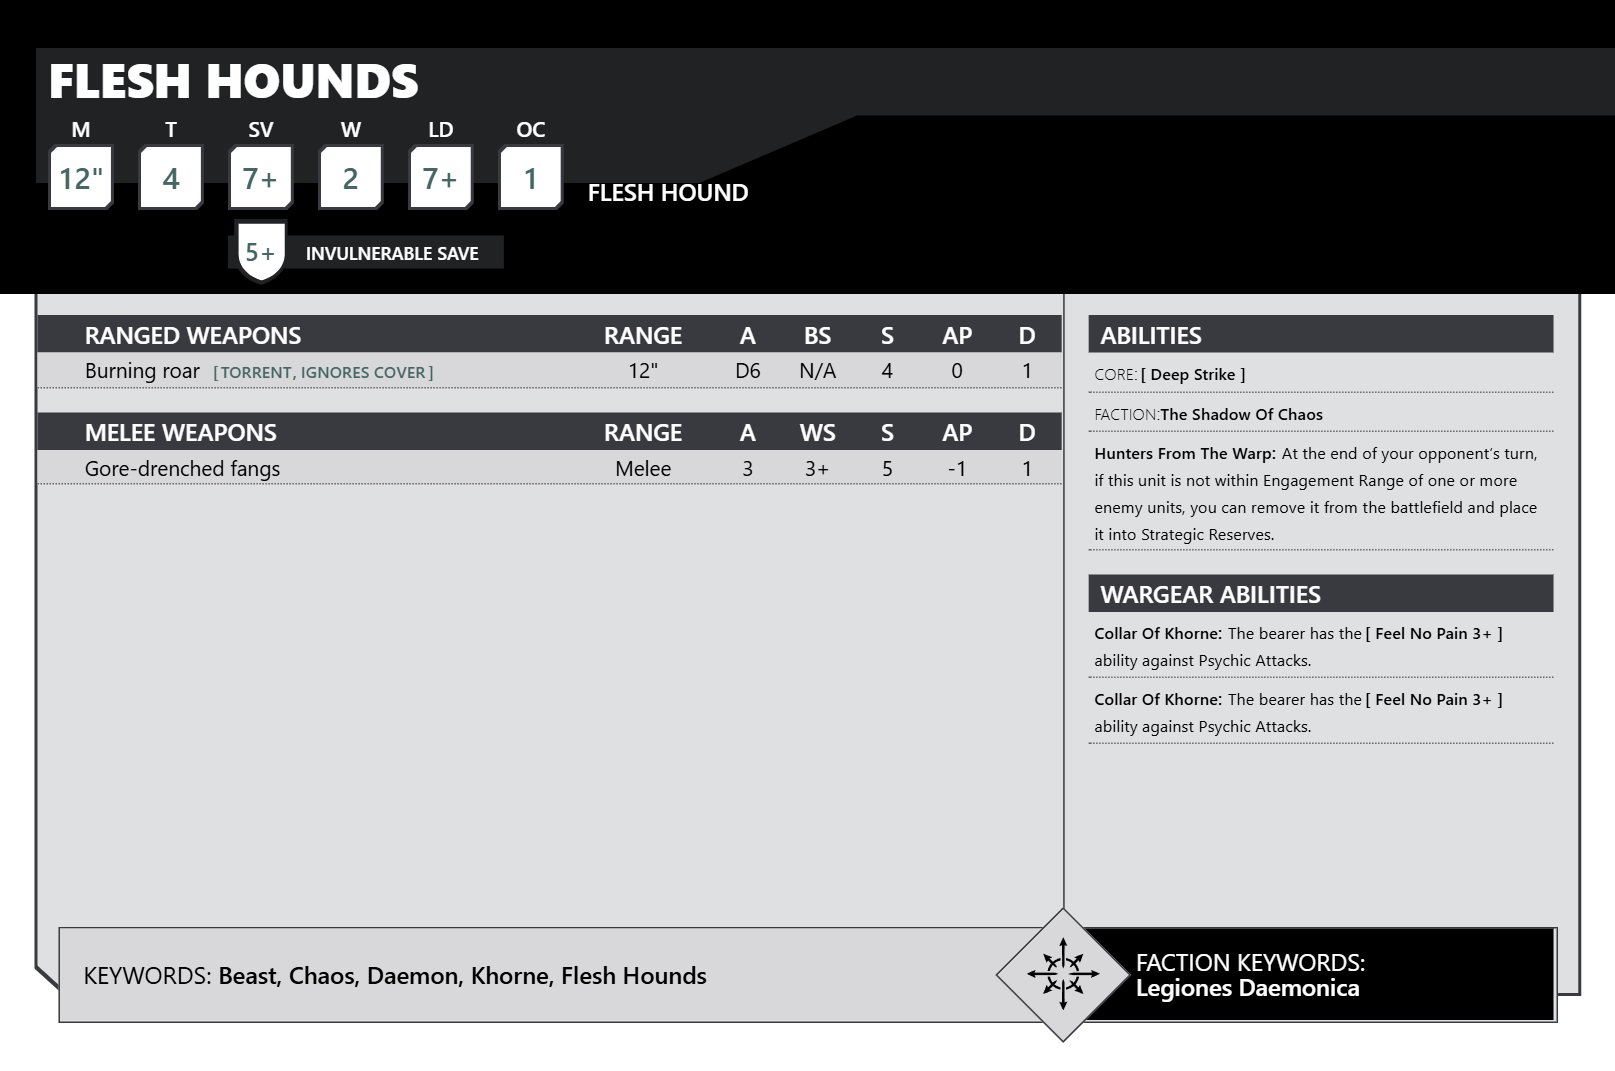 FLESH HOUNDS
M T SV W LD OC
12" 4 7+ 2 7+ 1 FLESH HOUND
5+ INVULNERABLE SAVE
RANGED WEAPONS RANGE A BS S AP D
Burning roar [TORRENT, IGNORES COVER] 12" D6 N/A 4 0 1
MELEE WEAPONS RANGE A WS S AP D
Gore-drenched fangs Melee 3 3+ 5 -1 1
ABILITIES
CORE: [ Deep Strike ]
FACTION:The Shadow Of Chaos
Hunters From The Warp: At the end of your opponent’s turn,
if this unit is not within Engagement Range of one or more
enemy units, you can remove it from the battlefield and place
it into Strategic Reserves.
WARGEAR ABILITIES
Collar Of Khorne: The bearer has the [ Feel No Pain 3+ ]
ability against Psychic Attacks.
Collar Of Khorne: The bearer has the [ Feel No Pain 3+ ]
ability against Psychic Attacks.
KEYWORDS: Beast, Chaos, Daemon, Khorne, Flesh Hounds
FACTION KEYWORDS:
Legiones Daemonica